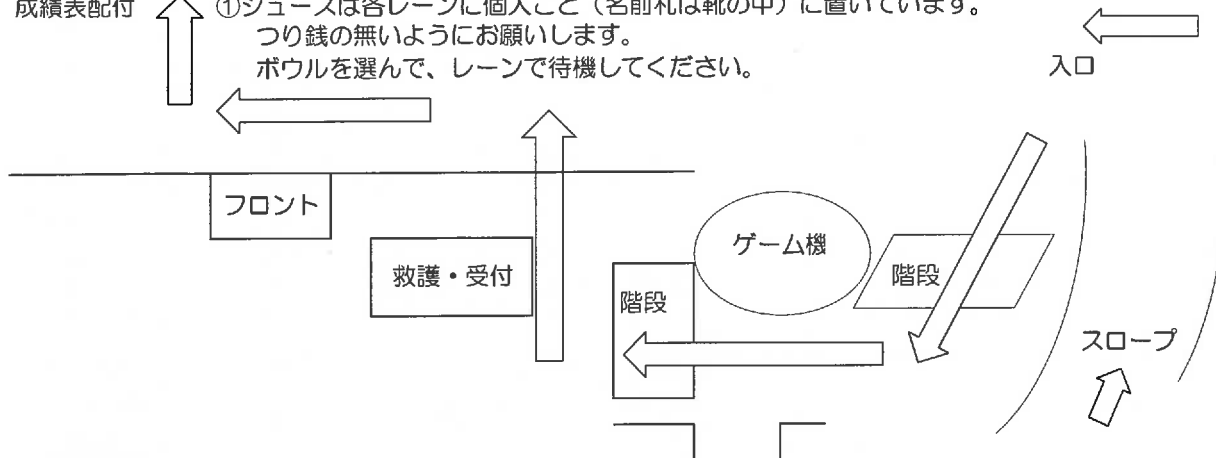 成績表配付
①シューズは各レーンに個人ごと（名前札は靴の中）に置いています。
つり銭の無いようにお願いします。
ボウルを選んで、レーンで待機してください。
入口
フロント
ゲーム機
救護・受付
階段
階段
スロープ